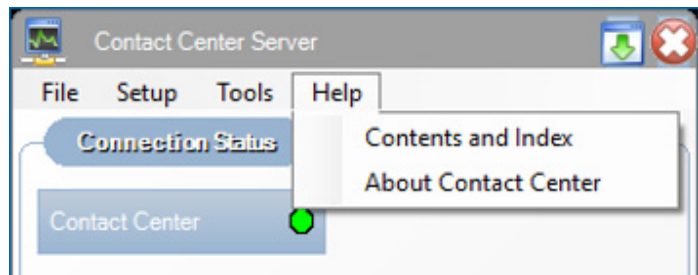 Contact Center Server
File Setup Tools Help
Connection Status
Contents and Index
About Contact Center
Contact Center